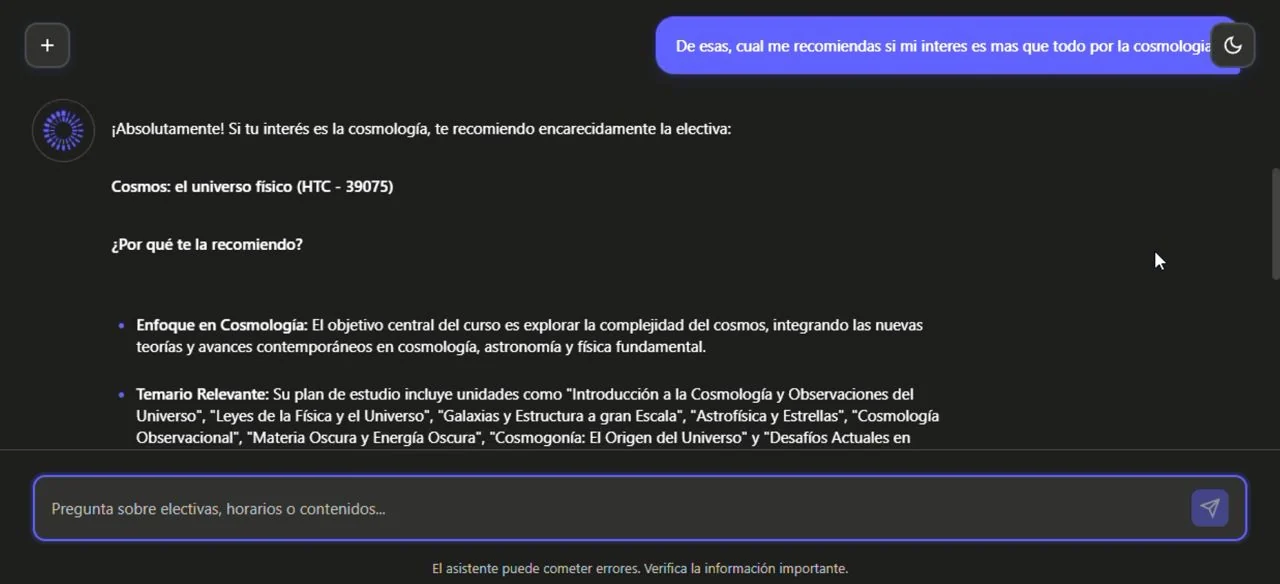 De esas, cual me recomiendas si mi interes es mas que todo por la cosmologia
¡Absolutamente! Si tu interés es la cosmología, te recomiendo encarecidamente la electiva:
Cosmos: el universo físico (HTC - 39075)
¿Por qué te la recomiendo?
• Enfoque en Cosmología: El objetivo central del curso es explorar la complejidad del cosmos, integrando las nuevas
teorías y avances contemporáneos en cosmología, astronomía y física fundamental.
• Temario Relevante: Su plan de estudio incluye unidades como "Introducción a la Cosmología y Observaciones del
Universo", "Leyes de la Física y el Universo", "Galaxias y Estructura a gran Escala", "Astrofísica y Estrellas", "Cosmología
Observacional", "Materia Oscura y Energía Oscura", "Cosmogonía: El Origen del Universo" y "Desafíos Actuales en
Pregunta sobre electivas, horarios o contenidos...
El asistente puede cometer errores. Verifica la información importante.